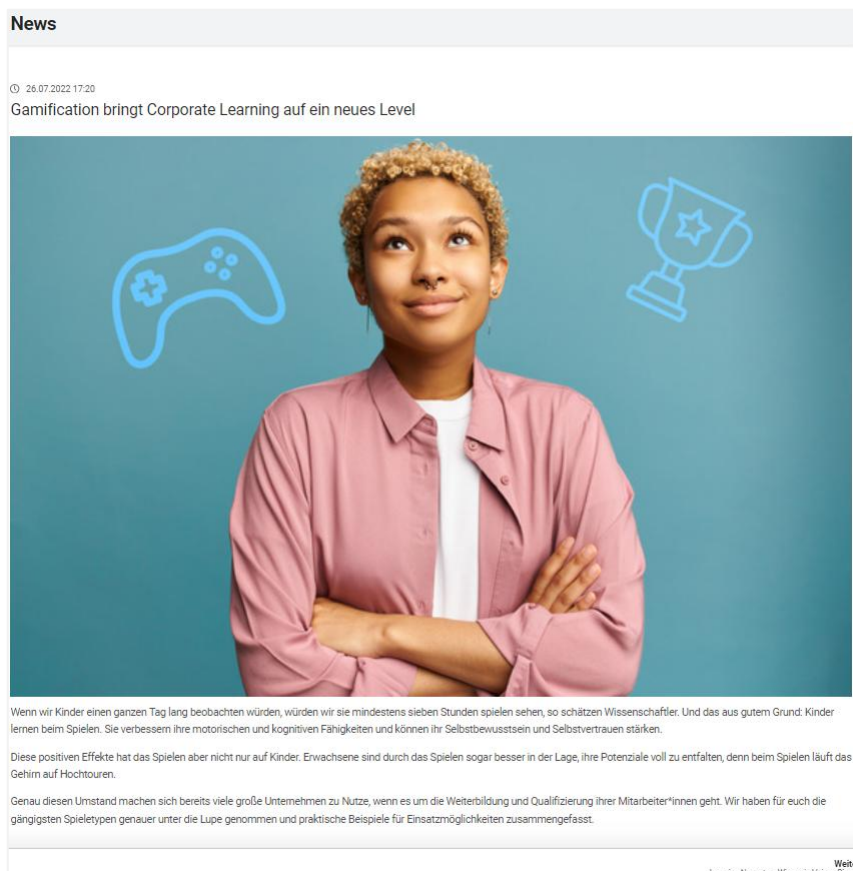 News
26.07.2022 17:20
Gamification bringt Corporate Learning auf ein neues Level
Wenn wir Kinder einen ganzen Tag lang beobachten würden, würden wir sie mindestens sieben Stunden spielen sehen, so schätzen Wissenschaftler. Und das aus gutem Grund: Kinder
lernen beim Spielen. Sie verbessern ihre motorischen und kognitiven Fähigkeiten und können ihr Selbstbewusstsein und Selbstvertrauen stärken.
Diese positiven Effekte hat das Spielen aber nicht nur auf Kinder. Erwachsene sind durch das Spielen sogar besser in der Lage, ihre Potenziale voll zu entfalten, denn beim Spielen läuft das
Gehirn auf Hochtouren.
Genau diesen Umstand machen sich bereits viele große Unternehmen zu Nutze, wenn es um die Weiterbildung und Qualifizierung ihrer Mitarbeiter*innen geht. Wir haben für euch die
gängigsten Spieletypen genauer unter die Lupe genommen und praktische Beispiele für Einsatzmöglichkeiten zusammengefasst.